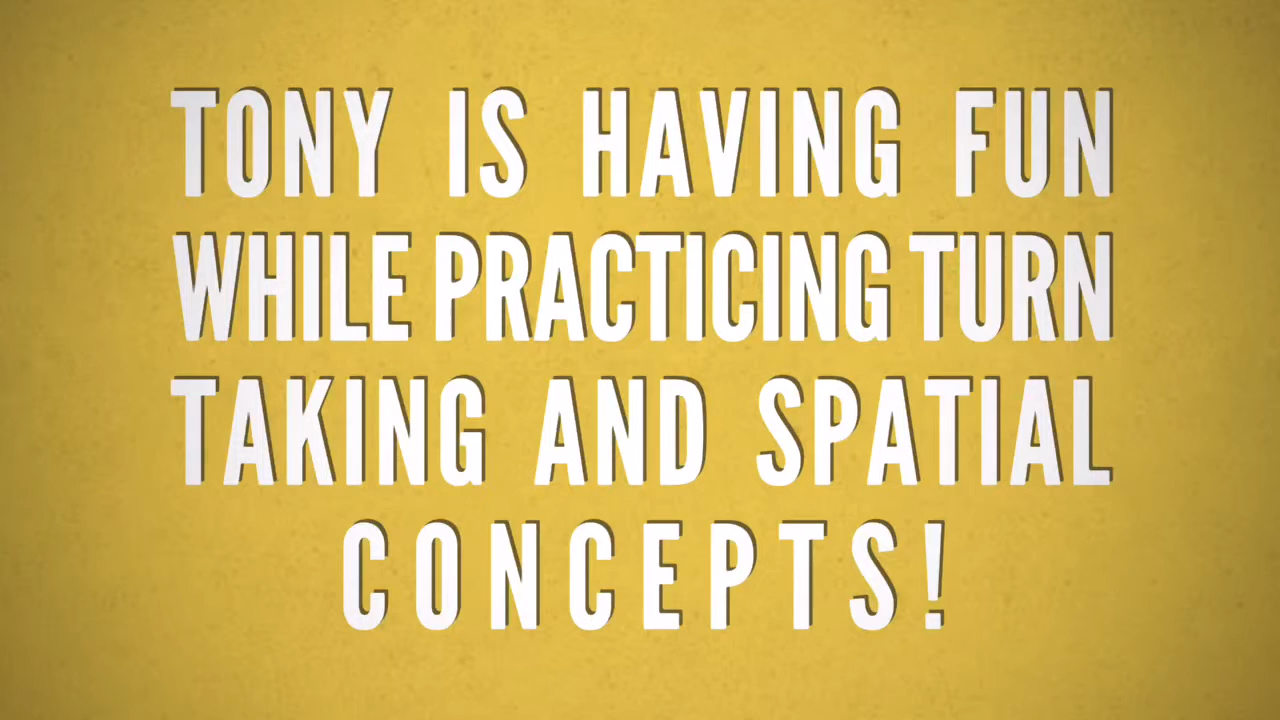 TONY IS HAVING FUN
WHILE PRACTICING TURN
TAKING AND SPATIAL
CONCEPTS!